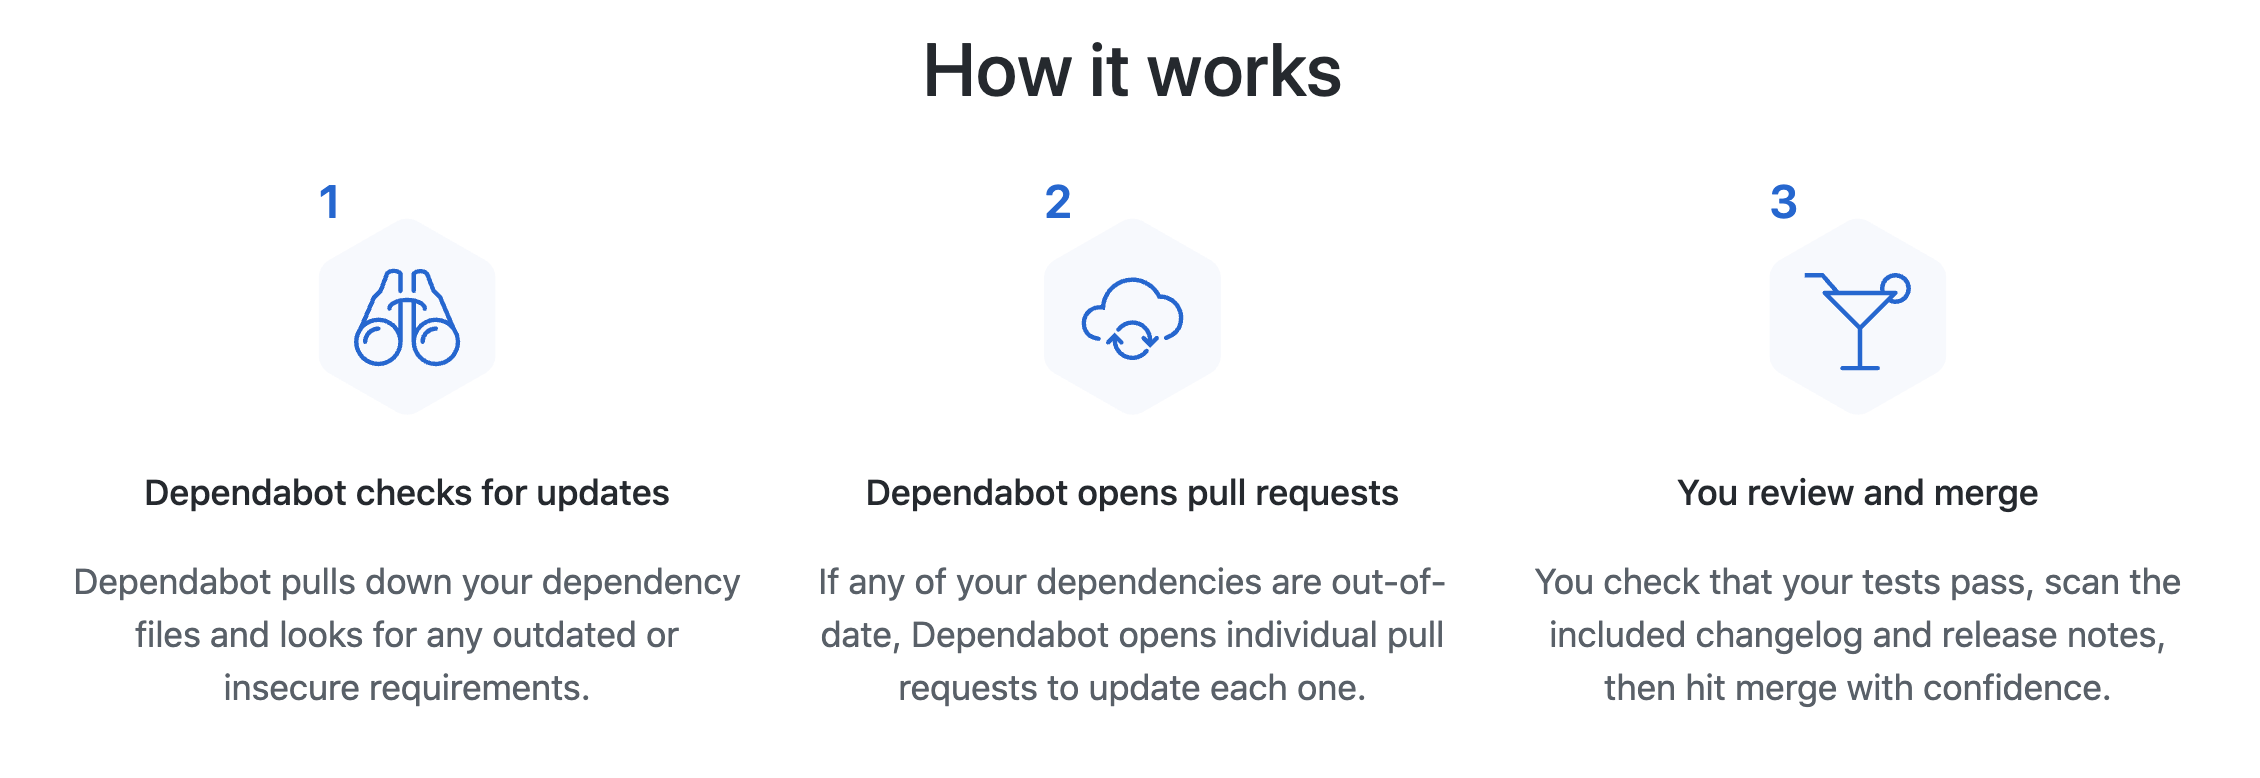 How it works
1
Dependabot checks for updates
Dependabot pulls down your dependency
files and looks for any outdated or
insecure requirements.
2
Dependabot opens pull requests
If any of your dependencies are out-of-
date, Dependabot opens individual pull
requests to update each one.
3
You review and merge
You check that your tests pass, scan the
included changelog and release notes,
then hit merge with confidence.